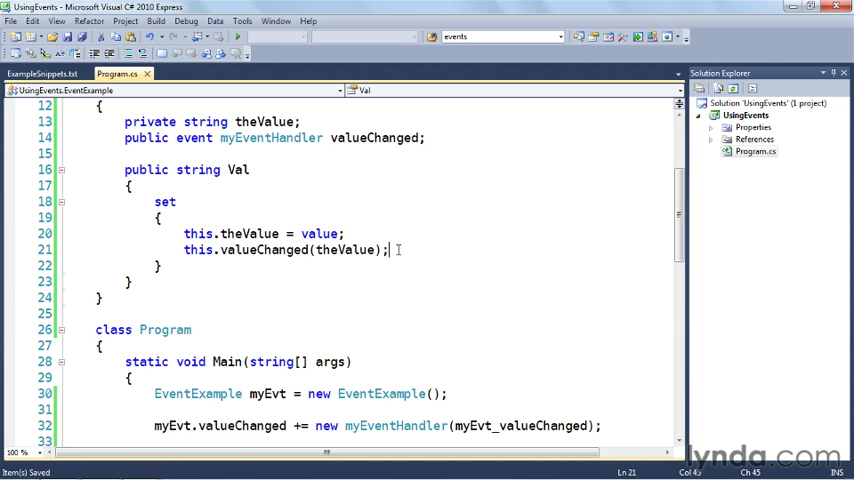 UsingEvents - Microsoft Visual C# 2010 Express
File Edit View Refactor Project Build Debug Data Tools Window Help
events
ExampleSnippets.txt Program.cs
UsingEvents.EventExample Val
12 {
13 private string theValue;
14 public event myEventHandler valueChanged;
15
16 public string Val
17 {
18 set
19 {
20 this.theValue = value;
21 this.valueChanged(theValue);
22 }
23 }
24 }
25
26 class Program
27 {
28 static void Main(string[] args)
29 {
30 EventExample myEvt = new EventExample();
31
32 myEvt.valueChanged += new myEventHandler(myEvt_valueChanged);
33
100 %
Solution Explorer
Solution 'UsingEvents' (1 project)
UsingEvents
Properties
References
Program.cs
Item(s) Saved Ln 21 Col 45 Ch 45 INS
lynda.com